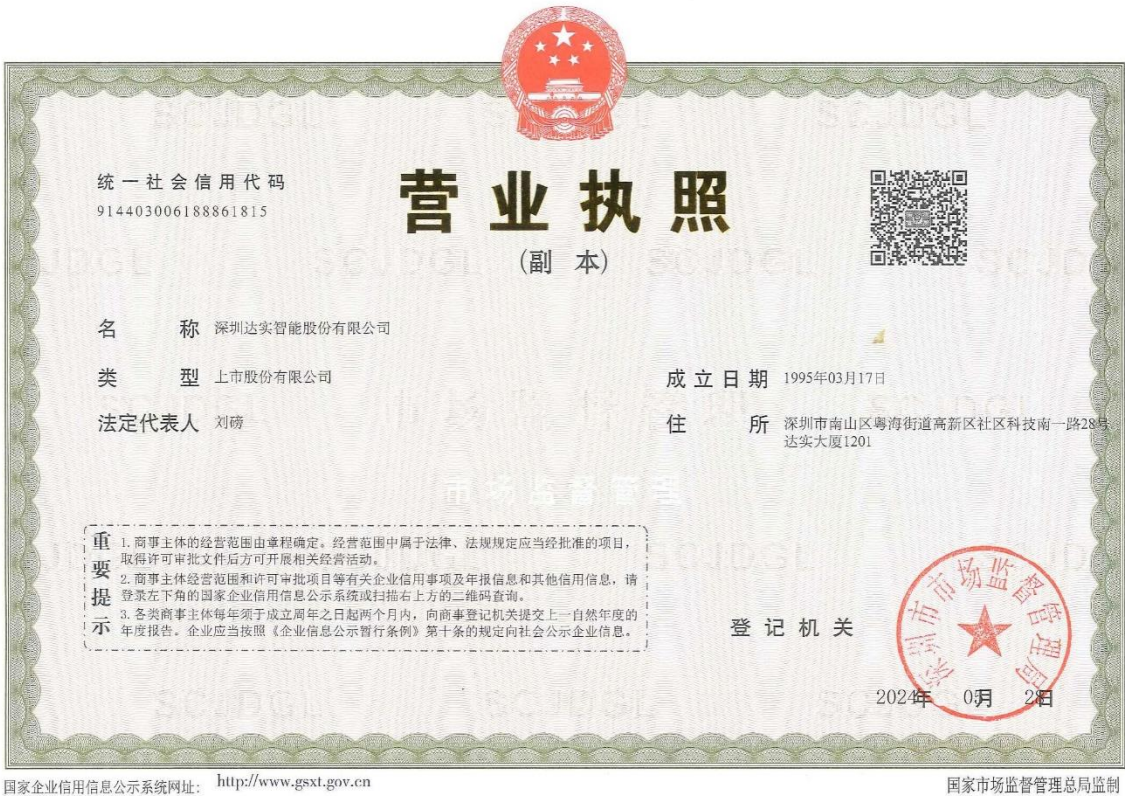 统一社会信用代码
914403006188861815
营业执照
(副 本)
名 称 深圳达实智能股份有限公司
类 型 上市股份有限公司
法定代表人 刘磅
成立日期 1995年03月17日
住 所 深圳市南山区粤海街道高新区社区科技南一路28号
达实大厦1201
市场监督管理
重要提示
1. 商事主体的经营范围由章程确定。经营范围中属于法律、法规规定应当经批准的项目，
取得许可审批文件后方可开展相关经营活动。
2. 商事主体经营范围和许可审批项目等有关企业信用事项及年报信息和其他信用信息，请
登录左下角的国家企业信用信息公示系统或扫描右上方的二维码查询。
3. 各类商事主体每年须于成立周年之日起两个月内，向商事登记机关提交上一自然年度的
年度报告。企业应当按照《企业信息公示暂行条例》第十条的规定向社会公示企业信息。
登记机关
深圳市市场监督管理局
2024年 05月 28日
国家企业信用信息公示系统网址： http://www.gsxt.gov.cn
国家市场监督管理总局监制